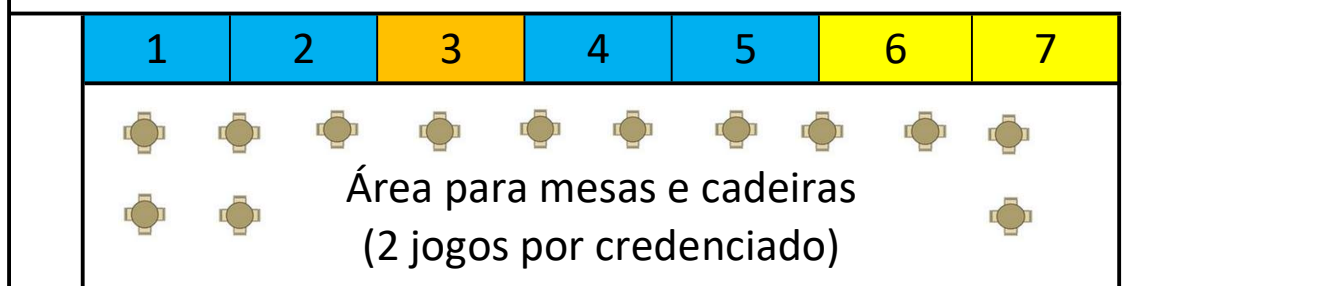 1 2 3 4 5 6 7
Área para mesas e cadeiras
(2 jogos por credenciado)